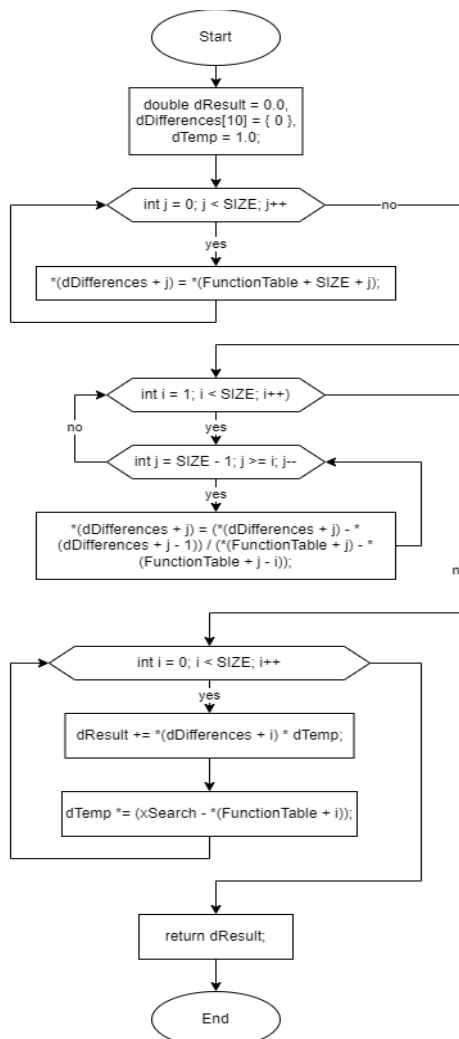 Start
double dResult = 0.0,
dDifferences[10] = { 0 },
dTemp = 1.0;
int j = 0; j < SIZE; j++
no
yes
*(dDifferences + j) = *(FunctionTable + SIZE + j);
int i = 1; i < SIZE; i++)
no
yes
int j = SIZE - 1; j >= i; j--
yes
*(dDifferences + j) = (*(dDifferences + j) - *
(dDifferences + j - 1)) / (*(FunctionTable + j) - *
(FunctionTable + j - i));
int i = 0; i < SIZE; i++
yes
dResult += *(dDifferences + i) * dTemp;
dTemp *= (xSearch - *(FunctionTable + i));
return dResult;
End